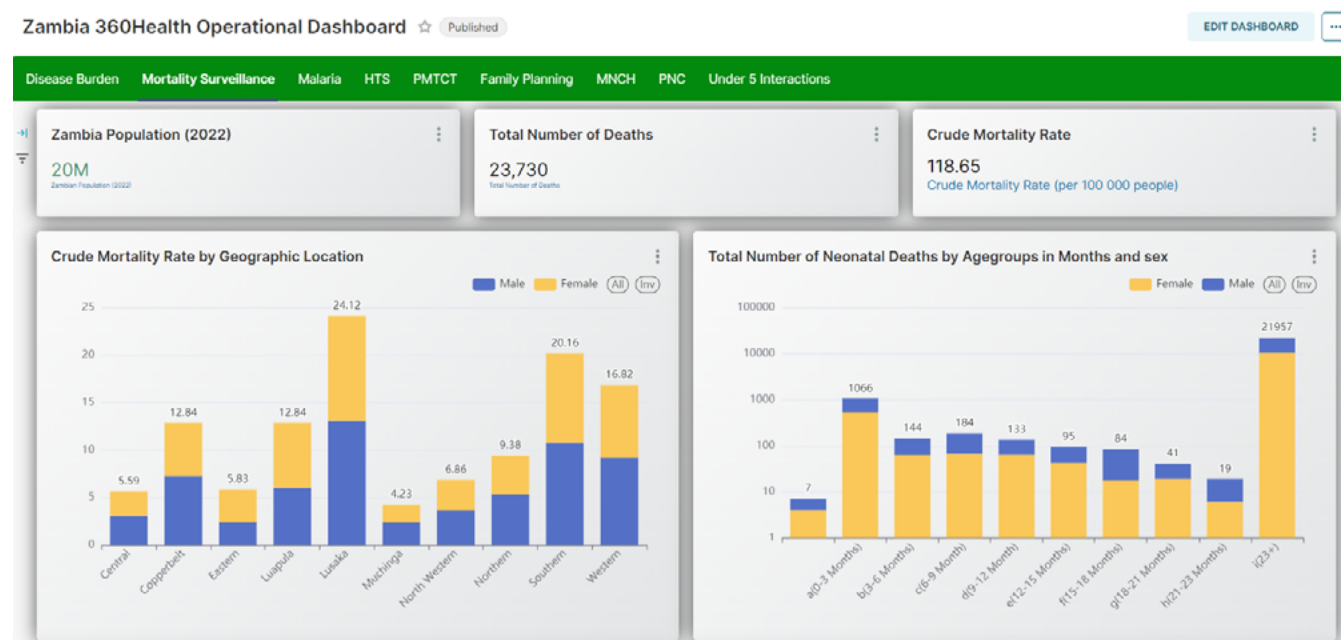 Zambia 360Health Operational Dashboard ☆ Published
EDIT DASHBOARD
Disease Burden Mortality Surveillance Malaria HTS PMTCT Family Planning MNCH PNC Under 5 Interactions
Zambia Population (2022)
20M
Zambian Population (2022)
Total Number of Deaths
23,730
Total Number of Deaths
Crude Mortality Rate
118.65
Crude Mortality Rate (per 100 000 people)
Crude Mortality Rate by Geographic Location
Male Female All Inv
25
20
15
10
5
0
5.59
12.84
5.83
12.84
24.12
4.23
6.86
9.38
20.16
16.82
Central
Copperbelt
Eastern
Luapula
Lusaka
Muchinga
North Western
Northern
Southern
Western
Total Number of Neonatal Deaths by Agegroups in Months and sex
Female Male All Inv
100000
10000
1000
100
10
1
7
1066
144
184
133
95
84
41
19
21957
a(0-3 Months)
b(3-6 Months)
c(6-9 Month)
d(9-12 Month)
e(12-15 Months)
f(15-18 Months)
g(18-21 Months)
h(21-23 Months)
i(23+)